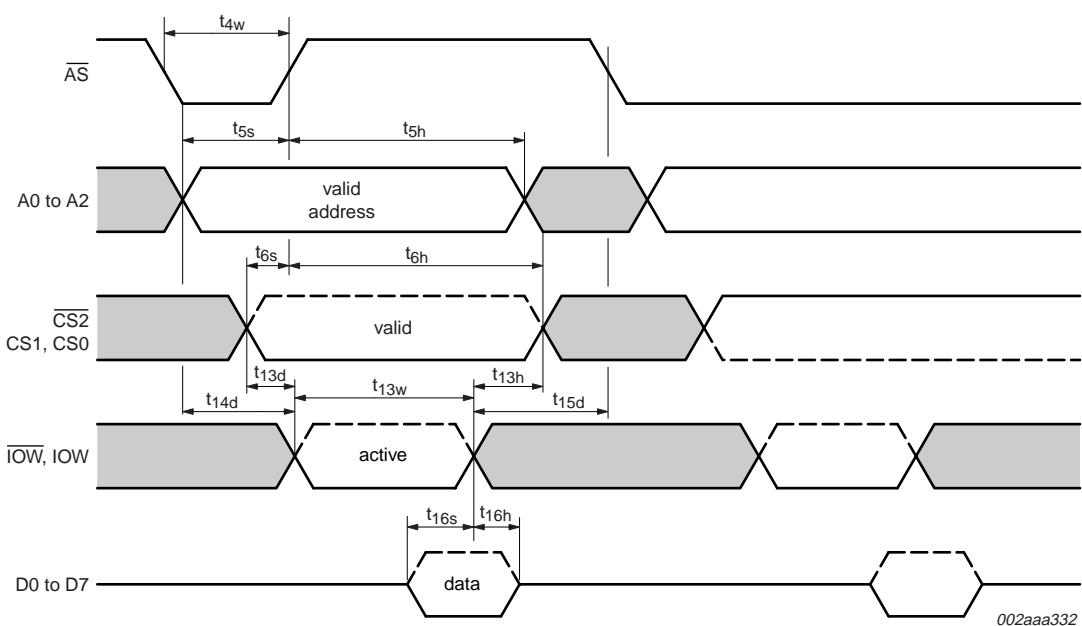 t4w
AS
t5s
t5h
A0 to A2
valid
address
t6s
t6h
CS2
CS1, CS0
valid
t13d
t13w
t13h
t14d
t15d
IOW, IOW
active
t16s
t16h
D0 to D7
data
002aaa332